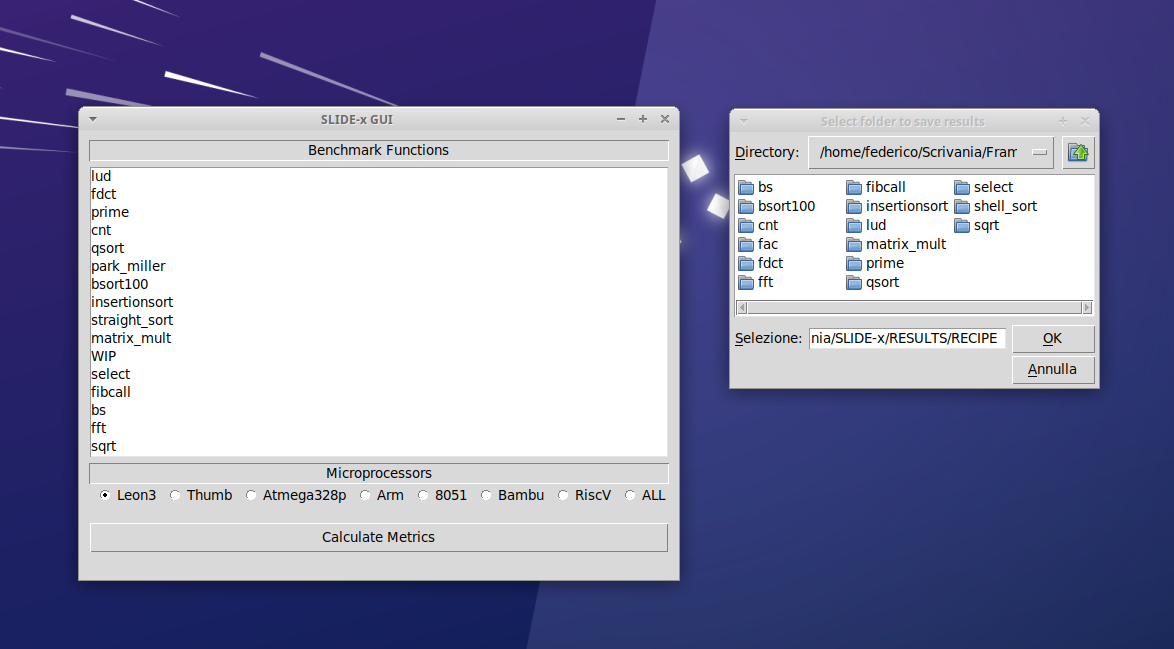 SLIDE-x GUI
Benchmark Functions
lud
fdct
prime
cnt
qsort
park_miller
bsort100
insertionsort
straight_sort
matrix_mult
WIP
select
fibcall
bs
fft
sqrt
Microprocessors
Leon3 Thumb Atmega328p Arm 8051 Bambu RiscV ALL
Calculate Metrics
Select folder to save results
Directory: /home/federico/Scrivania/Fram
bs fibcall select
bsort100 insertionsort shell_sort
cnt lud sqrt
fac matrix_mult
fdct prime
fft qsort
Selezione: nia/SLIDE-x/RESULTS/RECIPE OK
Annulla